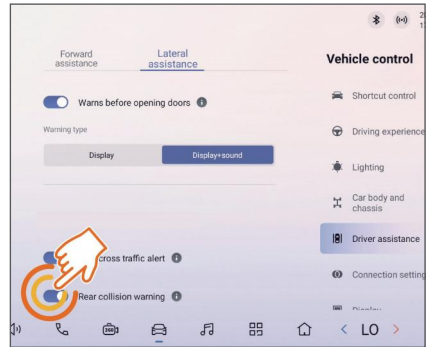 Forward
assistance
Lateral
assistance
Warns before opening doors
Warning type
Display
Display+sound
cross traffic alert
Rear collision warning
Vehicle control
Shortcut control
Driving experience
Lighting
Car body and
chassis
Driver assistance
Connection setting
360
< LO >